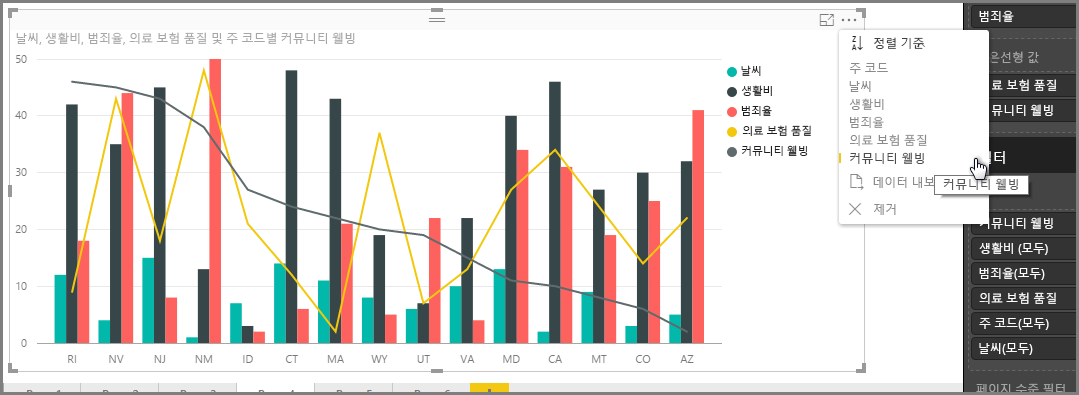 날씨, 생활비, 범죄율, 의료 보험 품질 및 주 코드별 커뮤니티 웰빙
50
40
30
20
10
0
RI NV NJ NM ID CT MA WY UT VA MD CA MT CO AZ
날씨
생활비
범죄율
의료 보험 품질
커뮤니티 웰빙
정렬 기준
주 코드
날씨
생활비
범죄율
의료 보험 품질
커뮤니티 웰빙
데이터 내보
제거
커뮤니티 웰빙
범죄율
은선형 값
료 보험 품질
뮤니티 웰빙
터
커뮤니티 웰빙
생활비 (모두)
범죄율(모두)
의료 보험 품질
주 코드(모두)
날씨(모두)
페이지 수준 필터